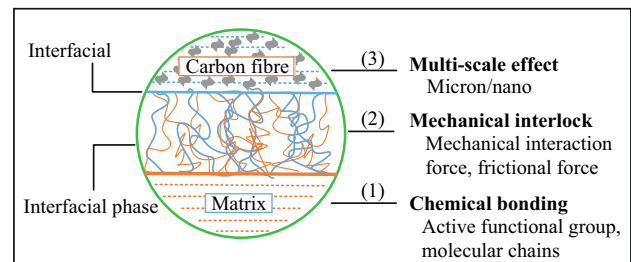 Interfacial
Interfacial phase
Carbon fibre
Matrix
(3)
Multi-scale effect
Micron/nano
(2)
Mechanical interlock
Mechanical interaction
force, frictional force
(1)
Chemical bonding
Active functional group,
molecular chains